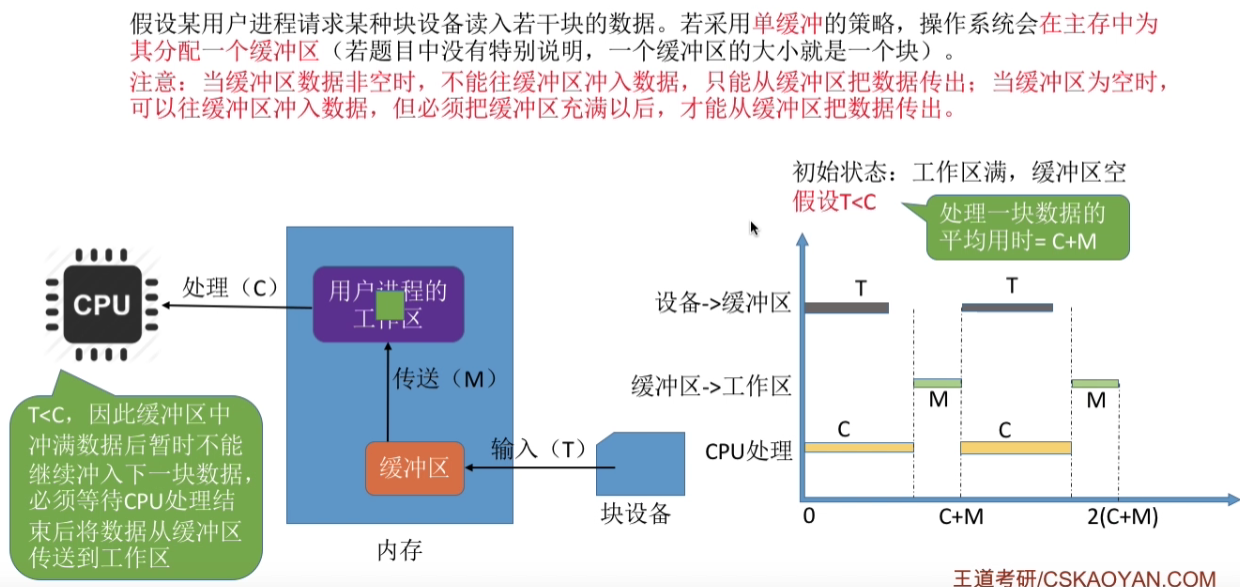 假设某用户进程请求某种块设备读入若干块的数据。若采用单缓冲的策略，操作系统会在主存中为
其分配一个缓冲区（若题目中没有特别说明，一个缓冲区的大小就是一个块）。
注意：当缓冲区数据非空时，不能往缓冲区冲入数据，只能从缓冲区把数据传出；当缓冲区为空时，
可以往缓冲区冲入数据，但必须把缓冲区充满以后，才能从缓冲区把数据传出。
初始状态：工作区满，缓冲区空
假设T<C
处理一块数据的
平均用时= C+M
CPU
处理（C）
用户进程的
工作区
传送（M）
缓冲区
输入（T）
块设备
内存
T<C，因此缓冲区中
冲满数据后暂时不能
继续冲入下一块数据，
必须等待CPU处理结
束后将数据从缓冲区
传送到工作区
设备->缓冲区
T
T
缓冲区->工作区
M
M
CPU处理
C
C
0
C+M
2(C+M)
王道考研/CSKAOYAN.COM